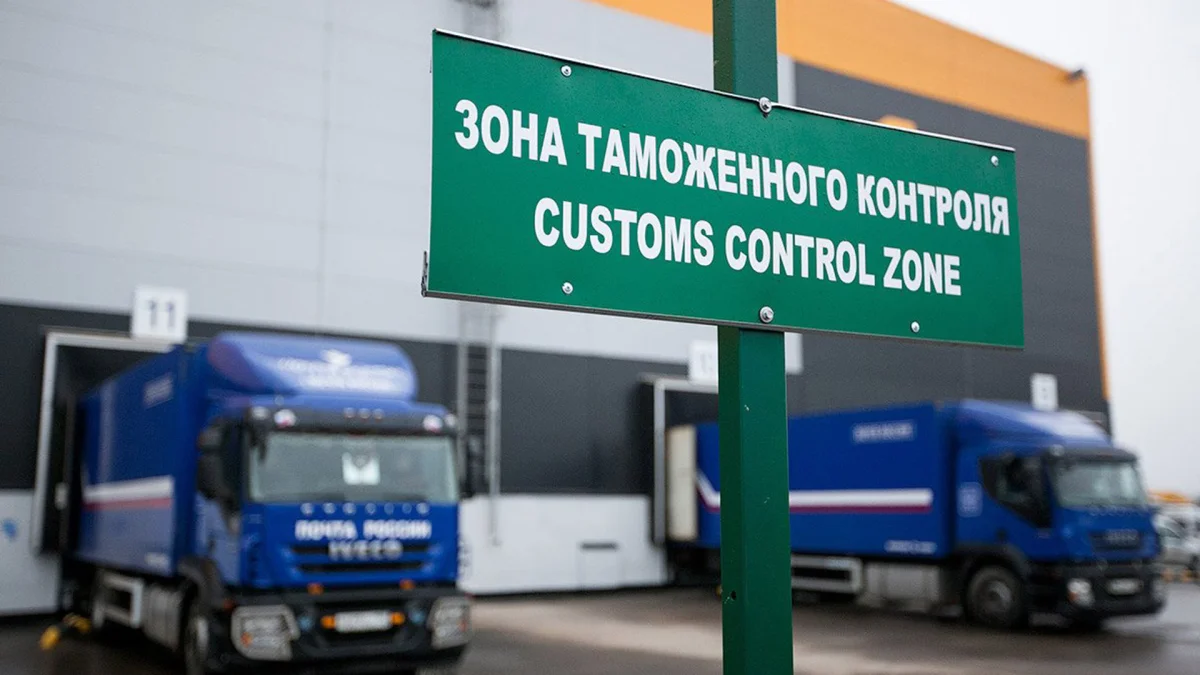 ЗОНА ТАМОЖЕННОГО КОНТРОЛЯ
CUSTOMS CONTROL ZONE
11
ПОЧТА РОССИИ
IVECO